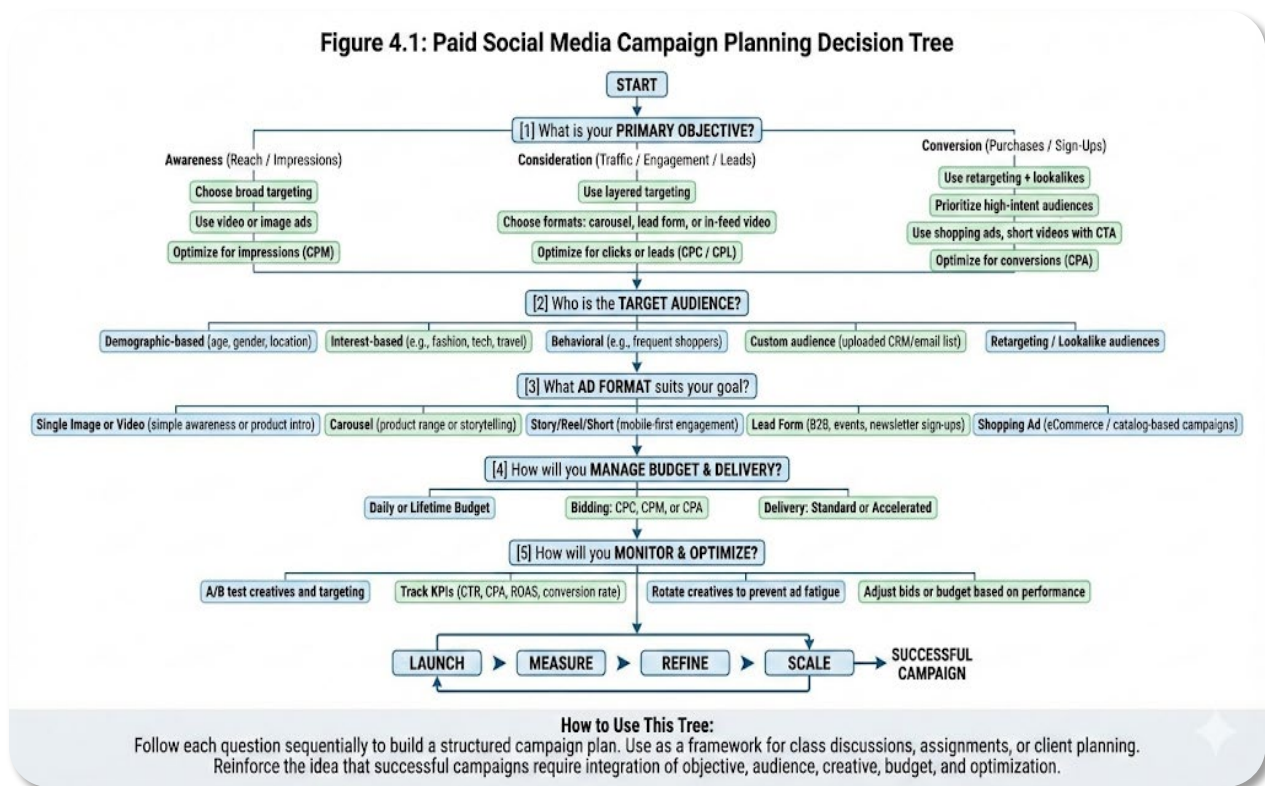 Figure 4.1: Paid Social Media Campaign Planning Decision Tree
START
[1] What is your PRIMARY OBJECTIVE?
Awareness (Reach / Impressions)
Choose broad targeting
Use video or image ads
Optimize for impressions (CPM)
Consideration (Traffic / Engagement / Leads)
Use layered targeting
Choose formats: carousel, lead form, or in-feed video
Optimize for clicks or leads (CPC / CPL)
Conversion (Purchases / Sign-Ups)
Use retargeting + lookalikes
Prioritize high-intent audiences
Use shopping ads, short videos with CTA
Optimize for conversions (CPA)
[2] Who is the TARGET AUDIENCE?
Demographic-based (age, gender, location)
Interest-based (e.g., fashion, tech, travel)
Behavioral (e.g., frequent shoppers)
Custom audience (uploaded CRM/email list)
Retargeting / Lookalike audiences
[3] What AD FORMAT suits your goal?
Single Image or Video (simple awareness or product intro)
Carousel (product range or storytelling)
Story/Reel/Short (mobile-first engagement)
Lead Form (B2B, events, newsletter sign-ups)
Shopping Ad (eCommerce / catalog-based campaigns)
[4] How will you MANAGE BUDGET & DELIVERY?
Daily or Lifetime Budget
Bidding: CPC, CPM, or CPA
Delivery: Standard or Accelerated
[5] How will you MONITOR & OPTIMIZE?
A/B test creatives and targeting
Track KPIs (CTR, CPA, ROAS, conversion rate)
Rotate creatives to prevent ad fatigue
Adjust bids or budget based on performance
LAUNCH
MEASURE
REFINE
SCALE
SUCCESSFUL
CAMPAIGN
How to Use This Tree:
Follow each question sequentially to build a structured campaign plan. Use as a framework for class discussions, assignments, or client planning.
Reinforce the idea that successful campaigns require integration of objective, audience, creative, budget, and optimization.